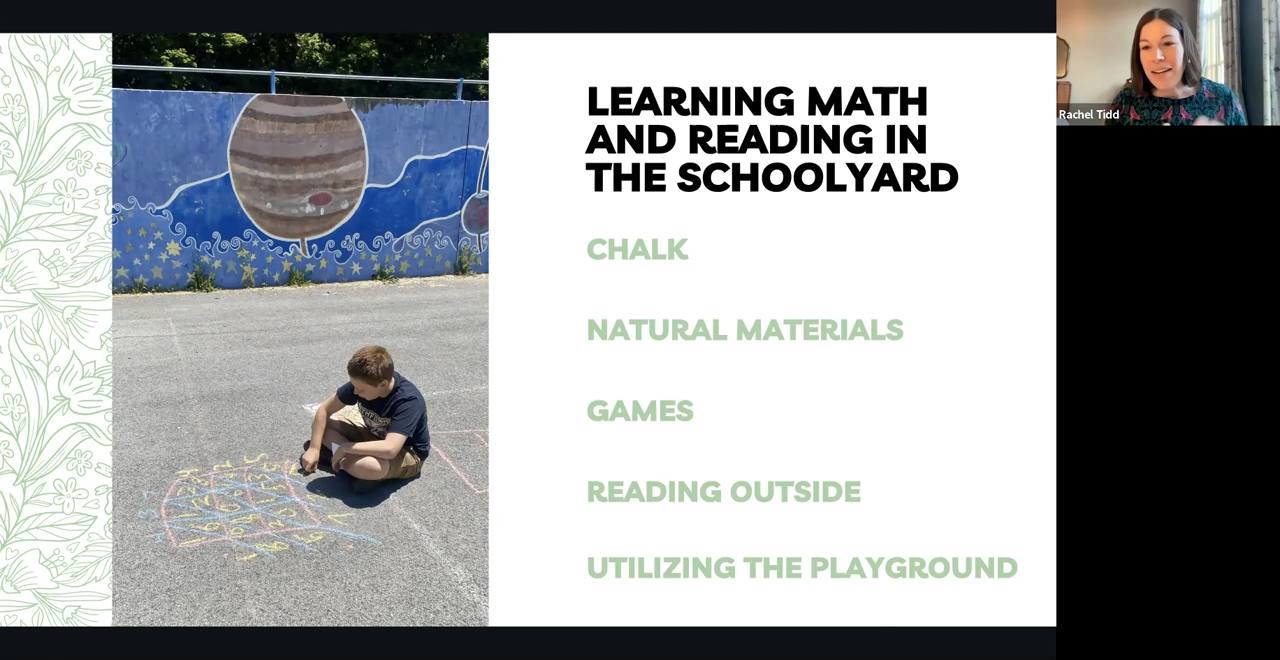 LEARNING MATH
AND READING IN
THE SCHOOLYARD
CHALK
NATURAL MATERIALS
GAMES
READING OUTSIDE
UTILIZING THE PLAYGROUND
Rachel Tidd